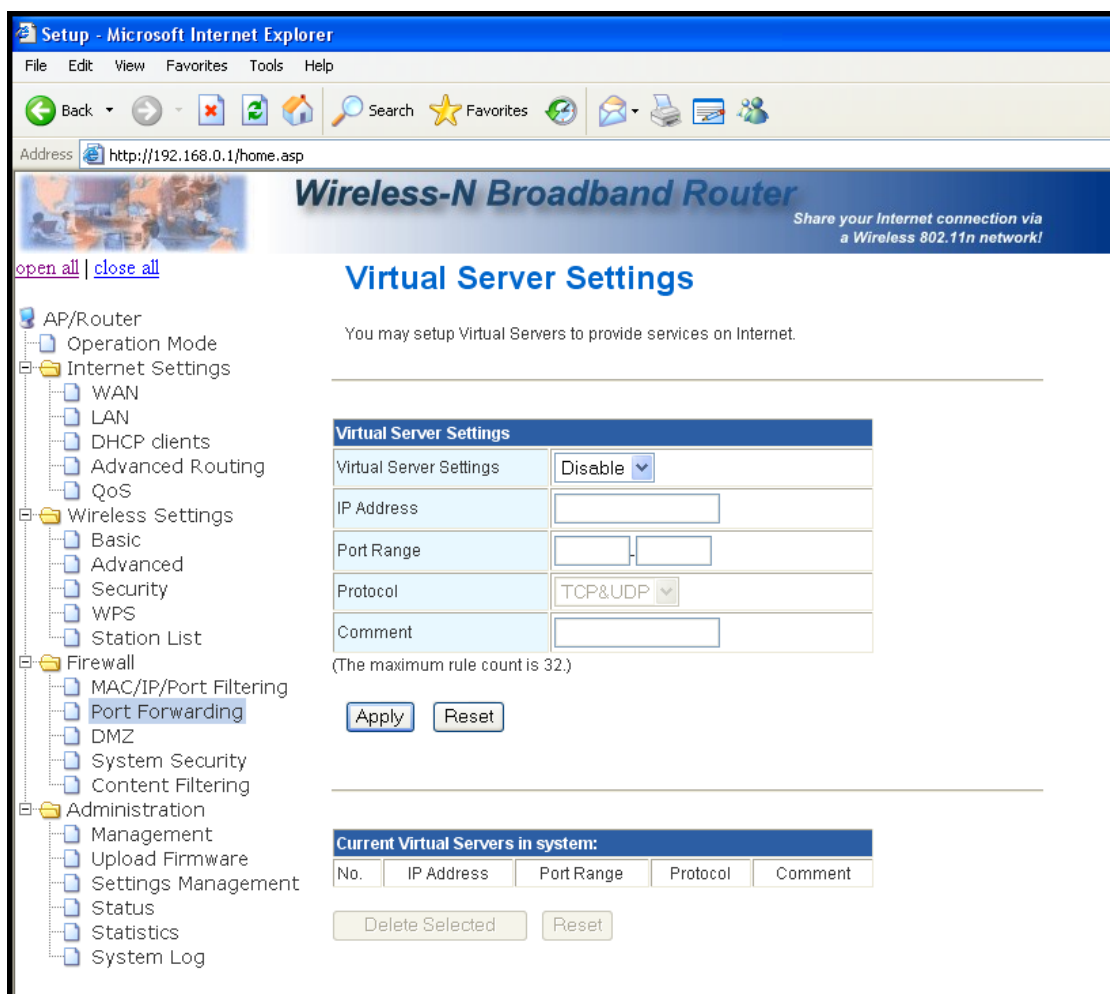 Setup - Microsoft Internet Explorer
File Edit View Favorites Tools Help
Back Search Favorites
Address http://192.168.0.1/home.asp
Wireless-N Broadband Router
Share your Internet connection via
a Wireless 802.11n network!
open all | close all
AP/Router
Operation Mode
Internet Settings
WAN
LAN
DHCP clients
Advanced Routing
QoS
Wireless Settings
Basic
Advanced
Security
WPS
Station List
Firewall
MAC/IP/Port Filtering
Port Forwarding
DMZ
System Security
Content Filtering
Administration
Management
Upload Firmware
Settings Management
Status
Statistics
System Log
Virtual Server Settings
You may setup Virtual Servers to provide services on Internet.
Virtual Server Settings
Virtual Server Settings Disable
IP Address
Port Range -
Protocol TCP&UDP
Comment
(The maximum rule count is 32.)
Apply Reset
Current Virtual Servers in system:
No. IP Address Port Range Protocol Comment
Delete Selected Reset